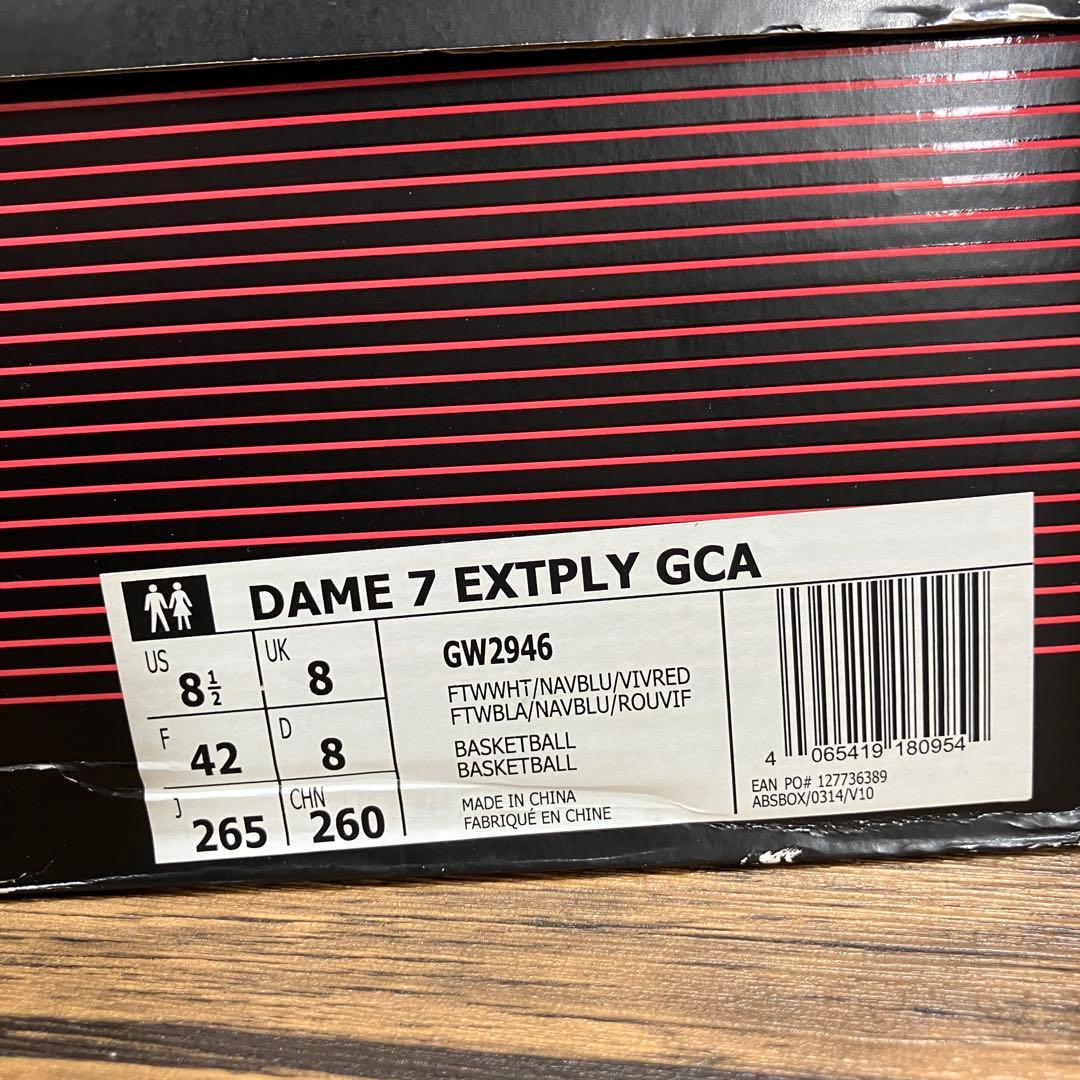 DAME 7 EXTPLY GCA
US 8½ UK 8
F 42 D 8
J 265 CHN 260
GW2946
FTWWHT/NAVBLU/VIVRED
FTWBLA/NAVBLU/ROUVIF
BASKETBALL
BASKETBALL
MADE IN CHINA
FABRIQUÉ EN CHINE
4 065419 180954
EAN PO# 127736389
ABSBOX/0314/V10